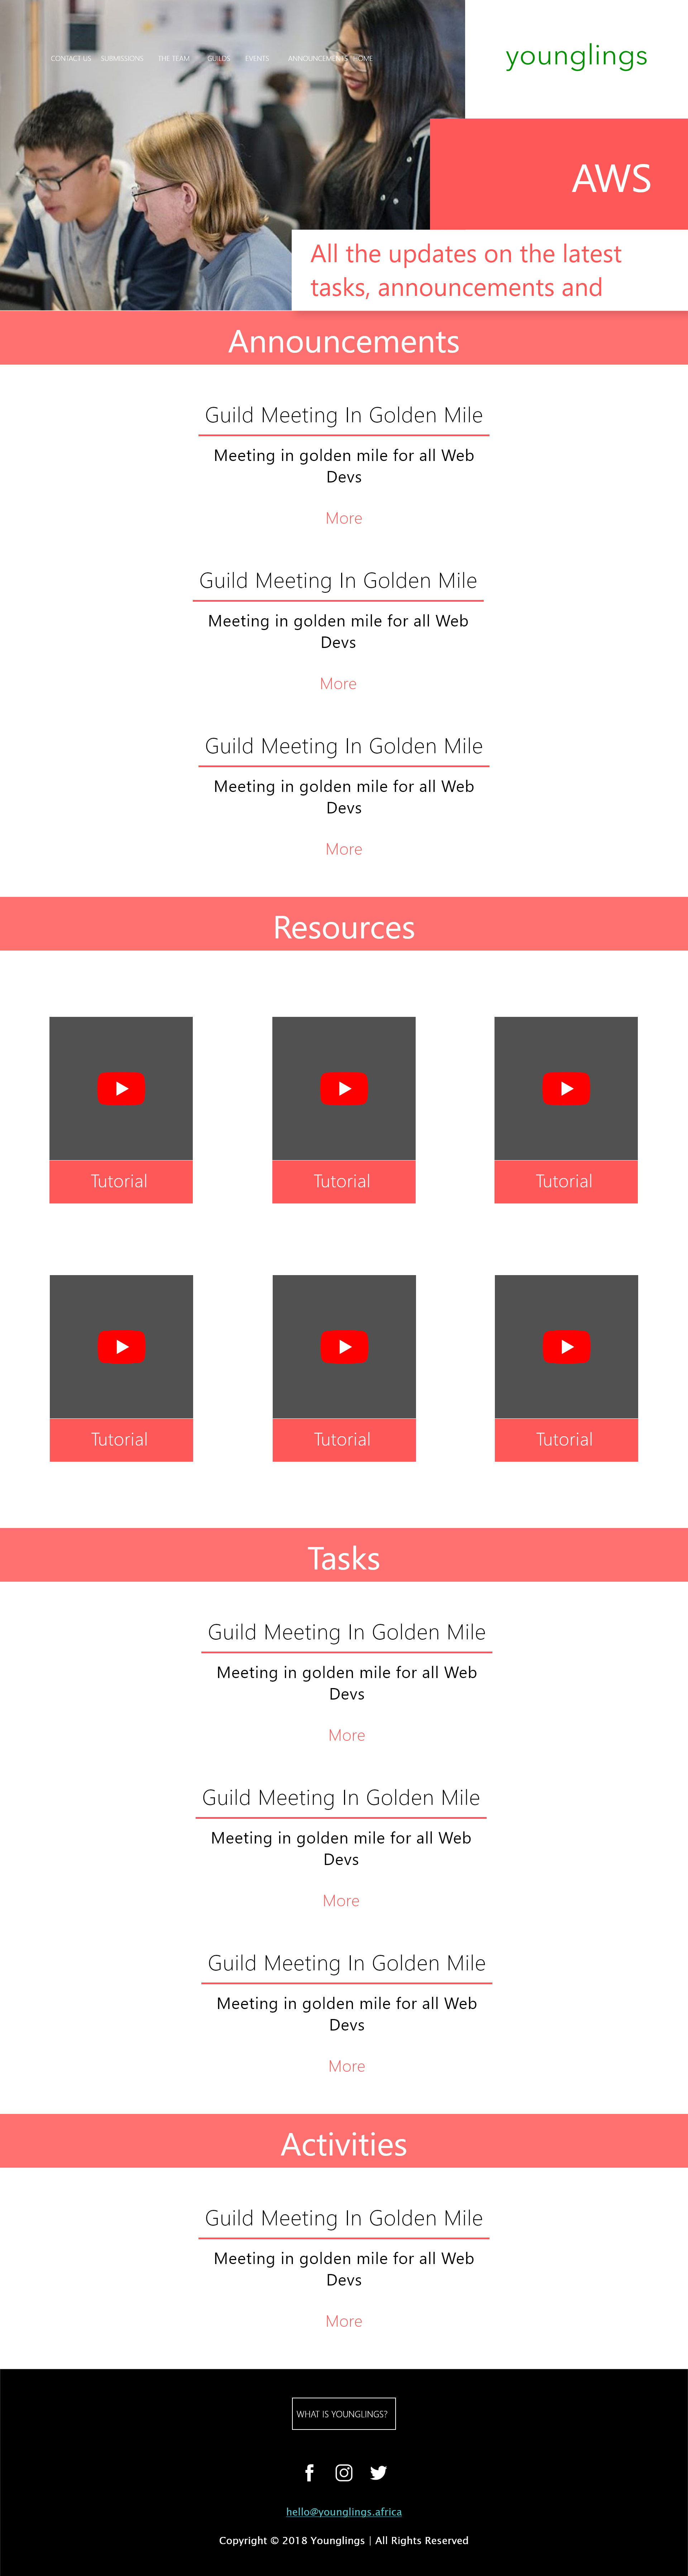 CONTACT US SUBMISSIONS THE TEAM GUILDS EVENTS ANNOUNCEMENTS HOME
younglings
AWS
All the updates on the latest
tasks, announcements and
Announcements
Guild Meeting In Golden Mile
Meeting in golden mile for all Web
Devs
More
Guild Meeting In Golden Mile
Meeting in golden mile for all Web
Devs
More
Guild Meeting In Golden Mile
Meeting in golden mile for all Web
Devs
More
Resources
Tutorial Tutorial Tutorial
Tutorial Tutorial Tutorial
Tasks
Guild Meeting In Golden Mile
Meeting in golden mile for all Web
Devs
More
Guild Meeting In Golden Mile
Meeting in golden mile for all Web
Devs
More
Guild Meeting In Golden Mile
Meeting in golden mile for all Web
Devs
More
Activities
Guild Meeting In Golden Mile
Meeting in golden mile for all Web
Devs
More
WHAT IS YOUNGLINGS?
hello@younglings.africa
Copyright © 2018 Younglings | All Rights Reserved